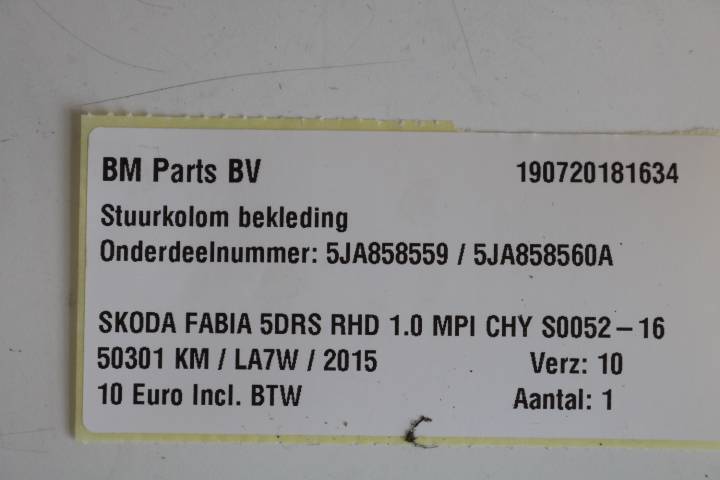 BM Parts BV 190720181634
Stuurkolom bekleding
Onderdeelnummer: 5JA858559 / 5JA858560A
SKODA FABIA 5DRS RHD 1.0 MPI CHY S0052-16
50301 KM / LA7W / 2015 Verz: 10
10 Euro Incl. BTW Aantal: 1